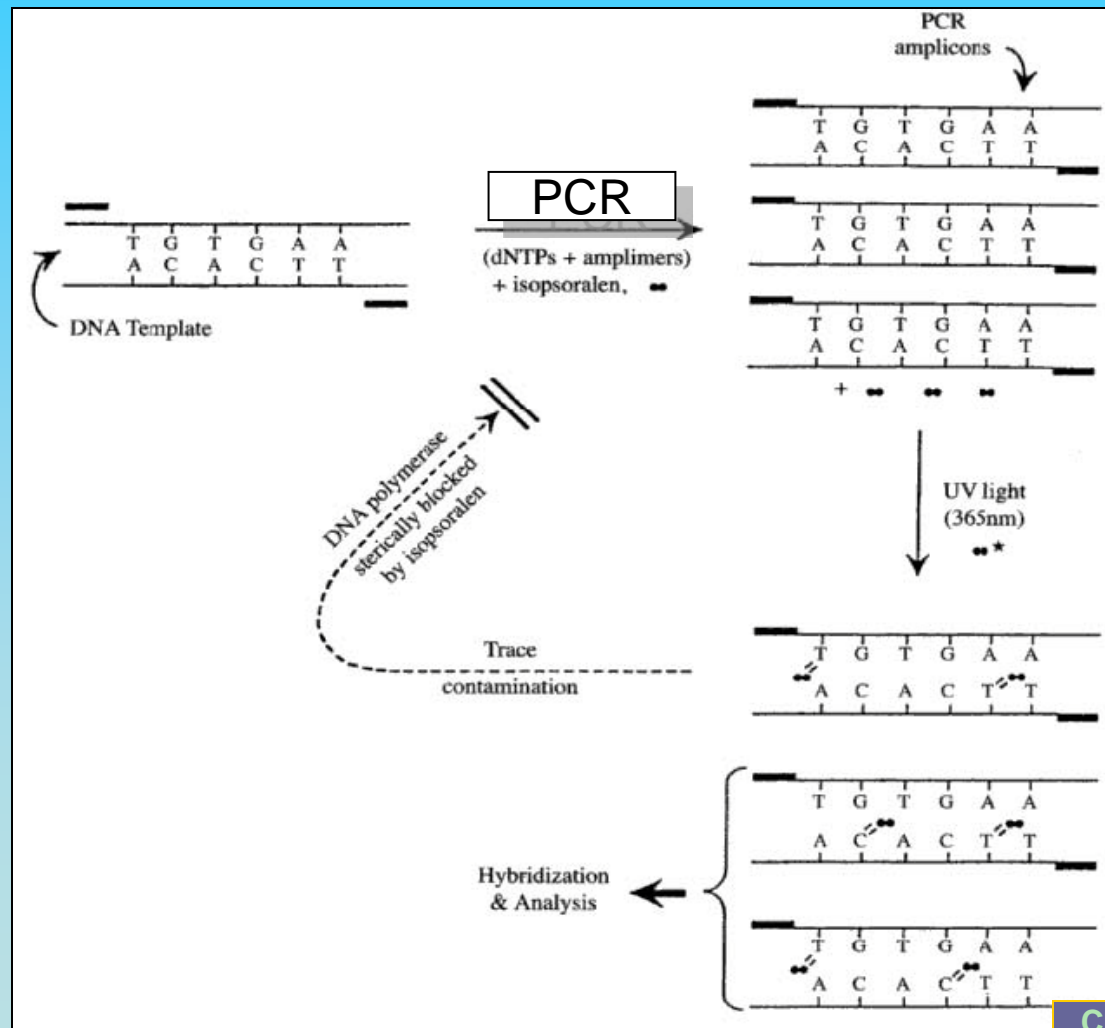 PCR
amplicons
T G T G A A
A C A C T T
T G T G A A
A C A C T T
DNA Template
PCR
(dNTPs + amplimers)
+ isopsoralen,
T G T G A A
A C A C T T
T G T G A A
A C A C T T
+
UV light
(365nm)
DNA polymerase
sterically blocked
by isopsoralen
Trace
contamination
T G T G A A
A C A C T T
T G T G A A
A C A C T T
T G T G A A
A C A C T T
Hybridization
& Analysis